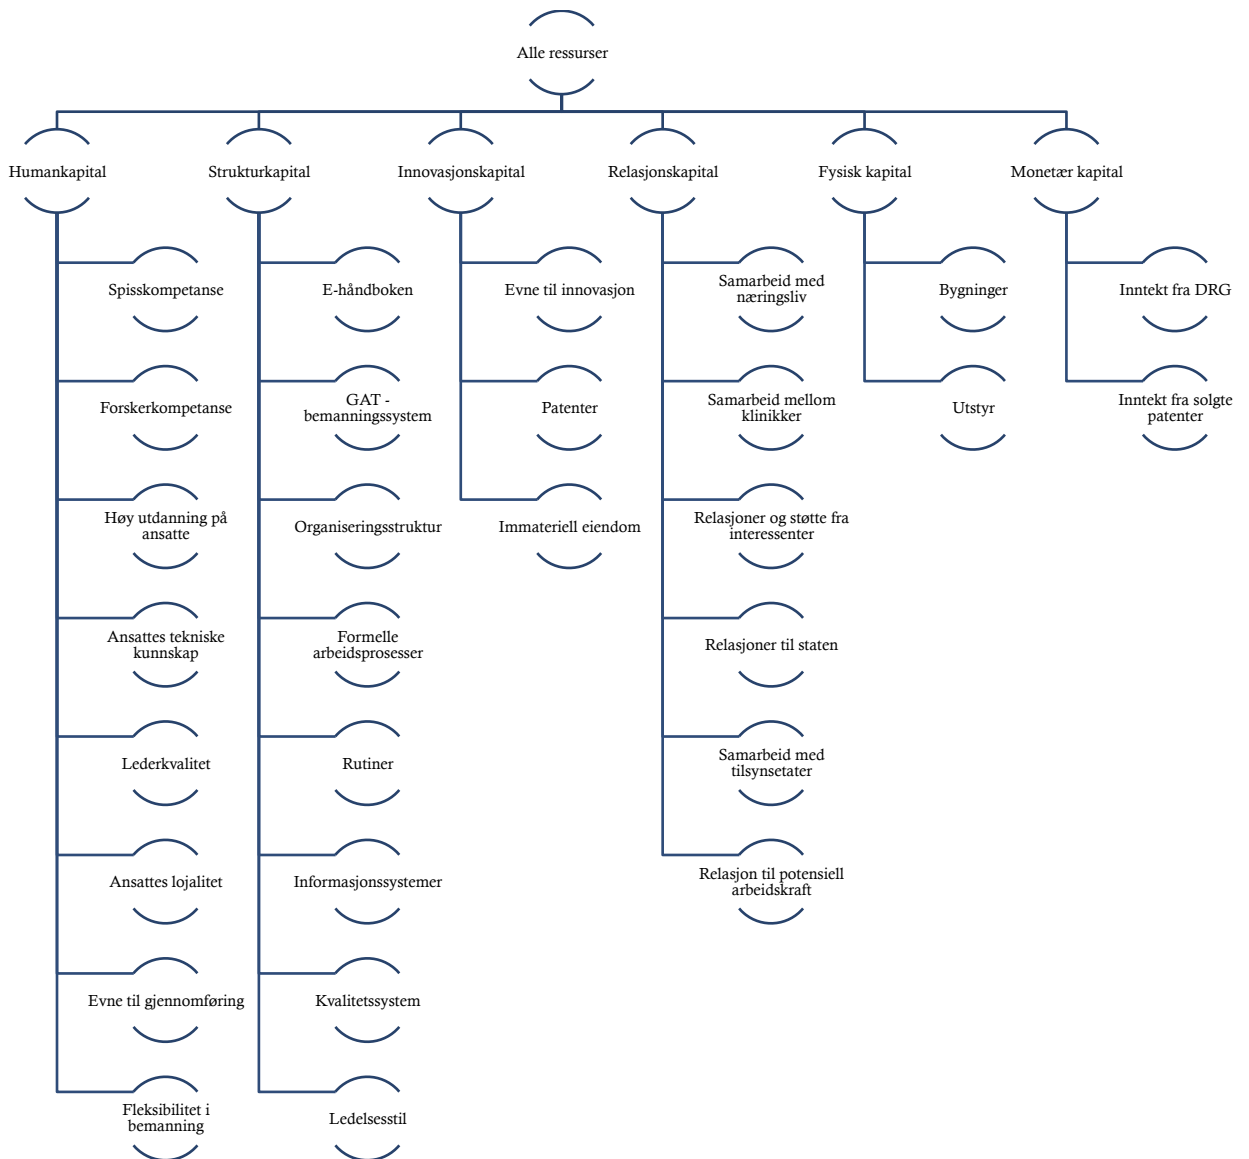 Alle ressurser
Humankapital
Strukturkapital
Innovasjonskapital
Relasjonskapital
Fysisk kapital
Monetær kapital
Spisskompetanse
E-håndboken
Evne til innovasjon
Samarbeid med
næringsliv
Bygninger
Inntekt fra DRG
Forskerkompetanse
GAT -
bemanningssystem
Patenter
Samarbeid mellom
klinikker
Utstyr
Inntekt fra solgte
patenter
Høy utdanning på
ansatte
Organiseringsstruktur
Immateriell eiendom
Relasjoner og støtte fra
interessenter
Ansattes tekniske
kunnskap
Formelle
arbeidsprosesser
Relasjoner til staten
Lederkvalitet
Rutiner
Samarbeid med
tilsynsetater
Ansattes lojalitet
Informasjonssystemer
Relasjon til potensiell
arbeidskraft
Evne til gjennomføring
Kvalitetssystem
Fleksibilitet i
bemanning
Ledelsesstil